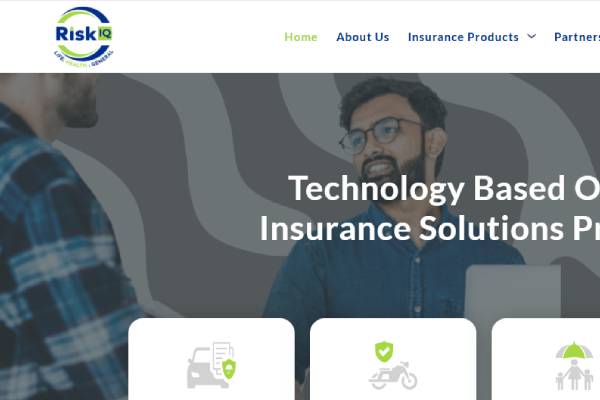 Risk IQ
LIFE, HEALTH & GENERAL
Home
About Us
Insurance Products
Partners
Technology Based O
Insurance Solutions Pr